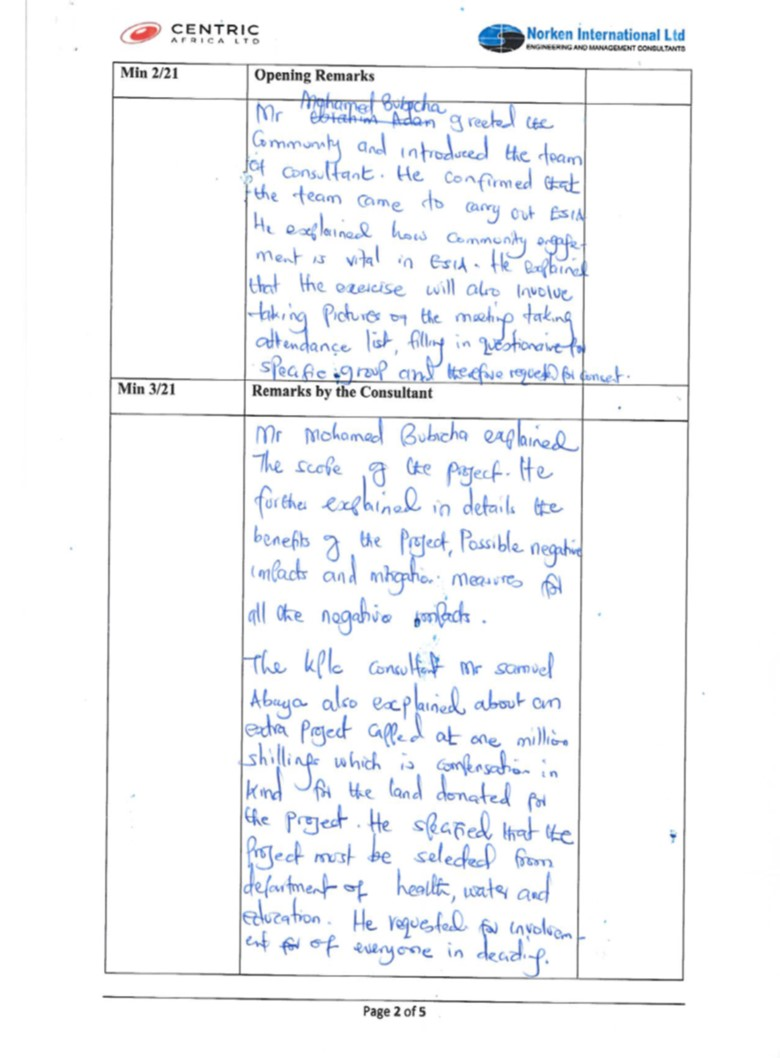 CENTRIC
AFRICA LTD
Norken International Ltd
ENGINEERING AND MANAGEMENT CONSULTANTS
Min 2/21 Opening Remarks
Mohamed Bubicha
Mr Ebrahim Adan greeted the
Community and introduced the team
of consultant. He confirmed that
the team came to carry out ESIA
He explained how community engage-
ment is vital in ESIA. He explained
that the exercise will also involve
taking Pictures of the meeting taking
attendance list, filling in questionaire for
specific group and therefore requested for consent.
Min 3/21 Remarks by the Consultant
Mr Mohamed Bubicha explained
The scope of the Project. He
further explained in details the
benefits of the Project, Possible negative
impacts and mitigation measures for
all the negative impacts.
The kplc consultant Mr Samuel
Abaya also explained about an
extra Project capped at one million
shillings which is compensation in
kind for the land donated for
the Project. He specified that the
Project must be selected from
department of health, water and
education. He requested for involvem-
ent for of everyone in deciding.
Page 2 of 5